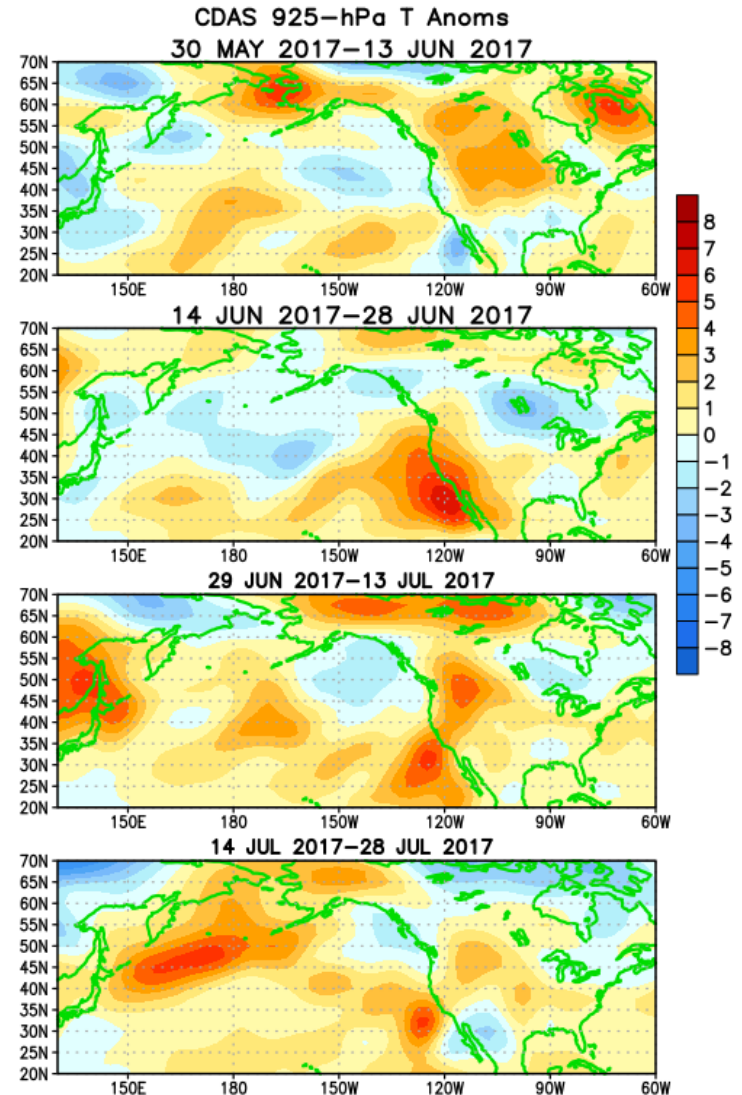 CDAS 925-hPa T Anoms
30 MAY 2017-13 JUN 2017
70N
65N
60N
55N
50N
45N
40N
35N
30N
25N
20N
150E 180 150W 120W 90W 60W
14 JUN 2017-28 JUN 2017
70N
65N
60N
55N
50N
45N
40N
35N
30N
25N
20N
150E 180 150W 120W 90W 60W
29 JUN 2017-13 JUL 2017
70N
65N
60N
55N
50N
45N
40N
35N
30N
25N
20N
150E 180 150W 120W 90W 60W
14 JUL 2017-28 JUL 2017
70N
65N
60N
55N
50N
45N
40N
35N
30N
25N
20N
150E 180 150W 120W 90W 60W
8
7
6
5
4
3
2
1
0
-1
-2
-3
-4
-5
-6
-7
-8